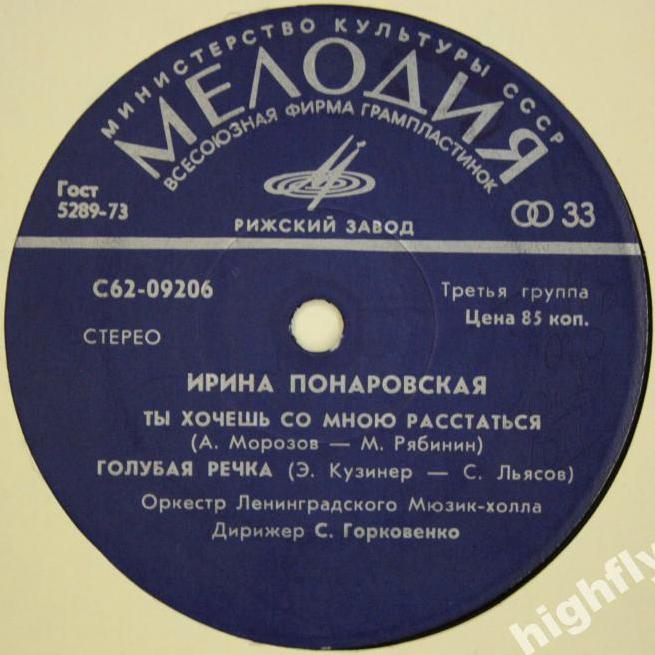 МИНИСТЕРСТВО КУЛЬТУРЫ СССР
МЕЛОДИЯ
ВСЕСОЮЗНАЯ ФИРМА ГРАМПЛАСТИНОК
Гост
5289-73
33
РИЖСКИЙ ЗАВОД
С62-09206
Третья группа
Цена 85 коп.
СТЕРЕО
ИРИНА ПОНАРОВСКАЯ
ТЫ ХОЧЕШЬ СО МНОЮ РАССТАТЬСЯ
(А. Морозов — М. Рябинин)
ГОЛУБАЯ РЕЧКА (Э. Кузинер — С. Льясов)
Оркестр Ленинградского Мюзик-холла
Дирижер С. Горковенко
highfly